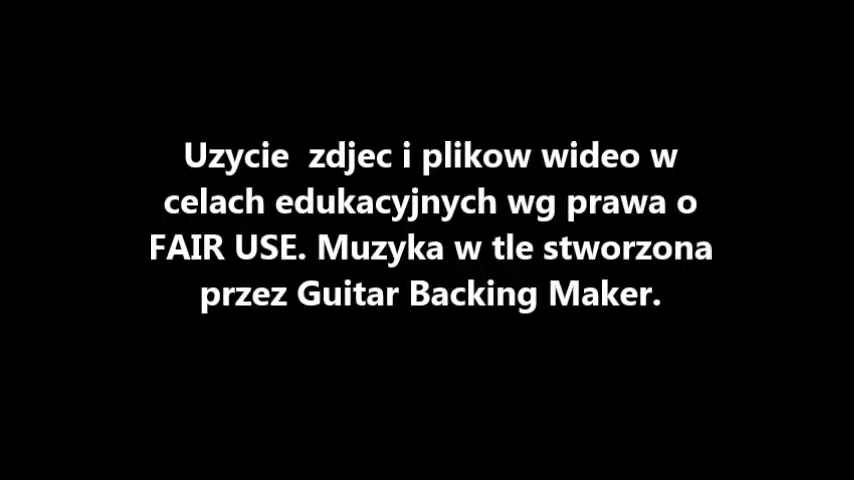 Uzycie  zdjec i plikow wideo w
celach edukacyjnych wg prawa o
FAIR USE. Muzyka w tle stworzona
przez Guitar Backing Maker.